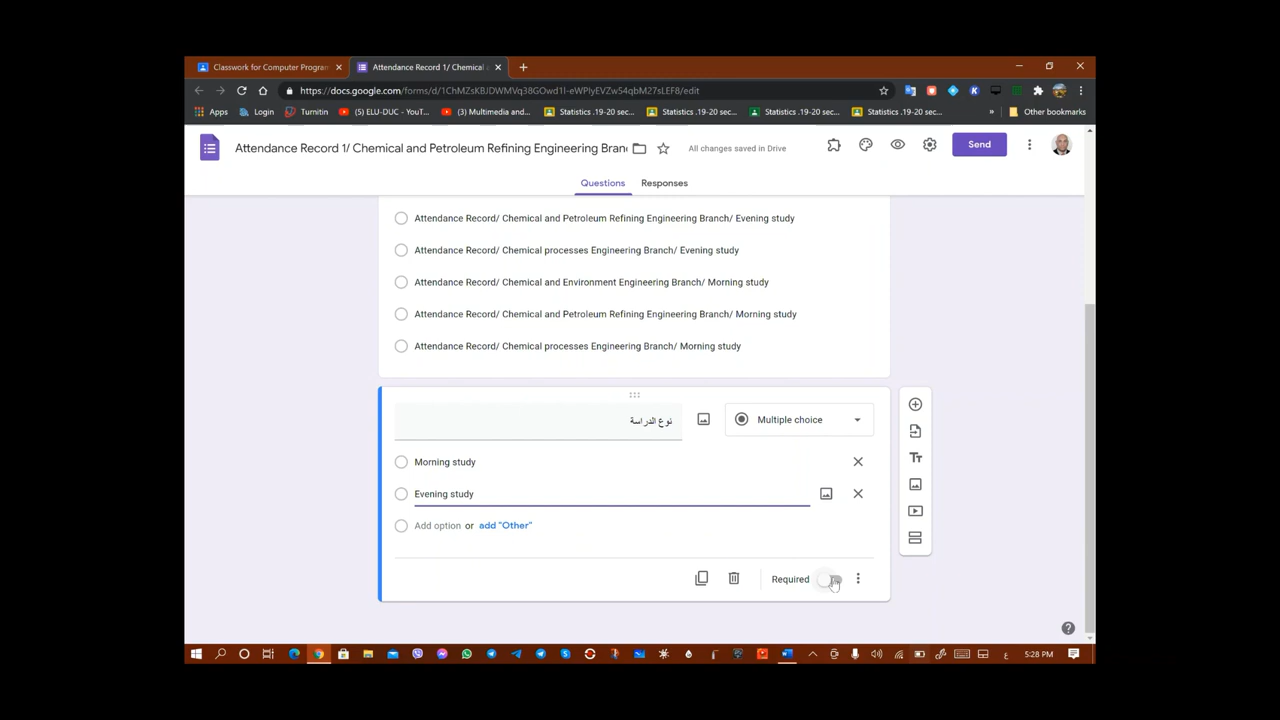 Classwork for Computer Program
Attendance Record 1/ Chemical
https://docs.google.com/forms/d/1ChMZsKBJDWMVq38GOwd1I-eWPlyEVZw54qbM27sLEF8/edit
Apps
Login
Turnitin
(5) ELU-DUC - YouT...
(3) Multimedia and...
Statistics .19-20 sec...
Statistics .19-20 sec...
Statistics .19-20 sec...
Statistics .19-20 sec...
»
Other bookmarks
Attendance Record 1/ Chemical and Petroleum Refining Engineering Bran
All changes saved in Drive
Send
Questions
Responses
Attendance Record/ Chemical and Petroleum Refining Engineering Branch/ Evening study
Attendance Record/ Chemical processes Engineering Branch/ Evening study
Attendance Record/ Chemical and Environment Engineering Branch/ Morning study
Attendance Record/ Chemical and Petroleum Refining Engineering Branch/ Morning study
Attendance Record/ Chemical processes Engineering Branch/ Morning study
نوع الدراسة
Multiple choice
Morning study
Evening study
Add option or add "Other"
Required
Tт
ع
5:28 PM